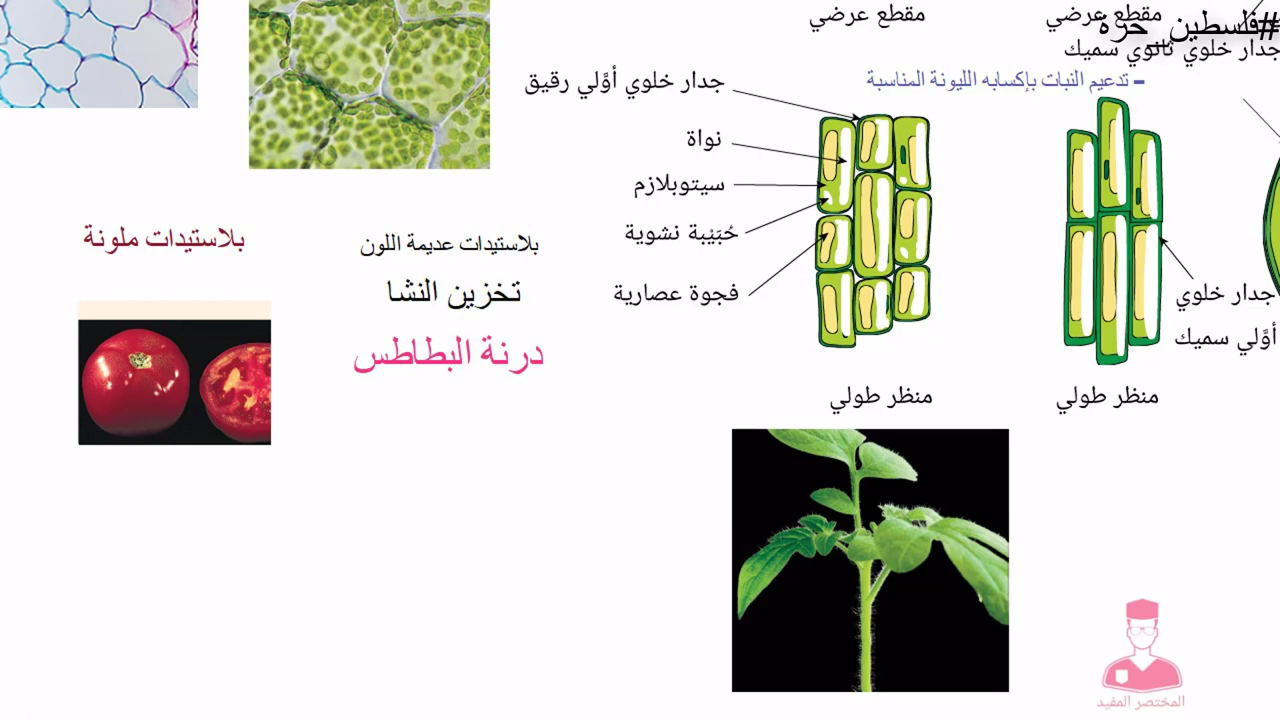 #فلسطين_حرة
مقطع عرضي
مقطع عرضي
جدار خلوي ثانوي سميك
– تدعيم النبات بإكسابه الليونة المناسبة
جدار خلوي أوَّلي رقيق
نواة
سيتوبلازم
حُبَيْبة نشوية
فجوة عصارية
جدار خلوي
أوَّلي سميك
منظر طولي
منظر طولي
بلاستيدات عديمة اللون
تخزين النشا
درنة البطاطس
بلاستيدات ملونة
المختصر المفيد